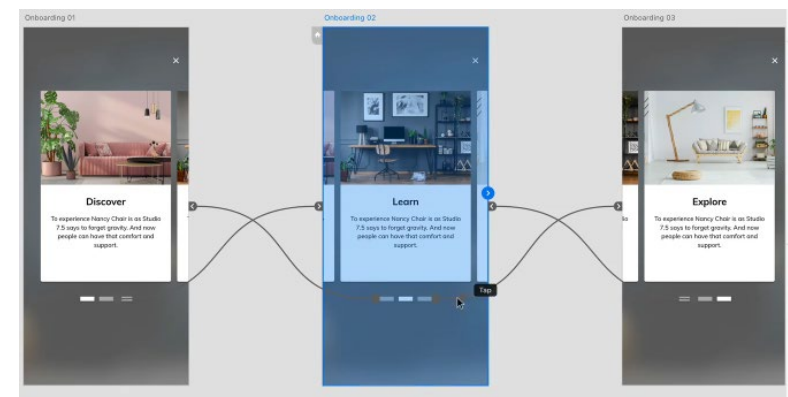 Onboarding 01
Onboarding 02
Onboarding 03
Discover
To experience Nancy Chair is as Studio
7.5 says to forget gravity. And now
people can have that comfort and
support.
Learn
To experience Nancy Chair is as Studio
7.5 says to forget gravity. And now
people can have that comfort and
support.
Tap
Explore
To experience Nancy Chair is as Studio
7.5 says to forget gravity. And now
people can have that comfort and
support.